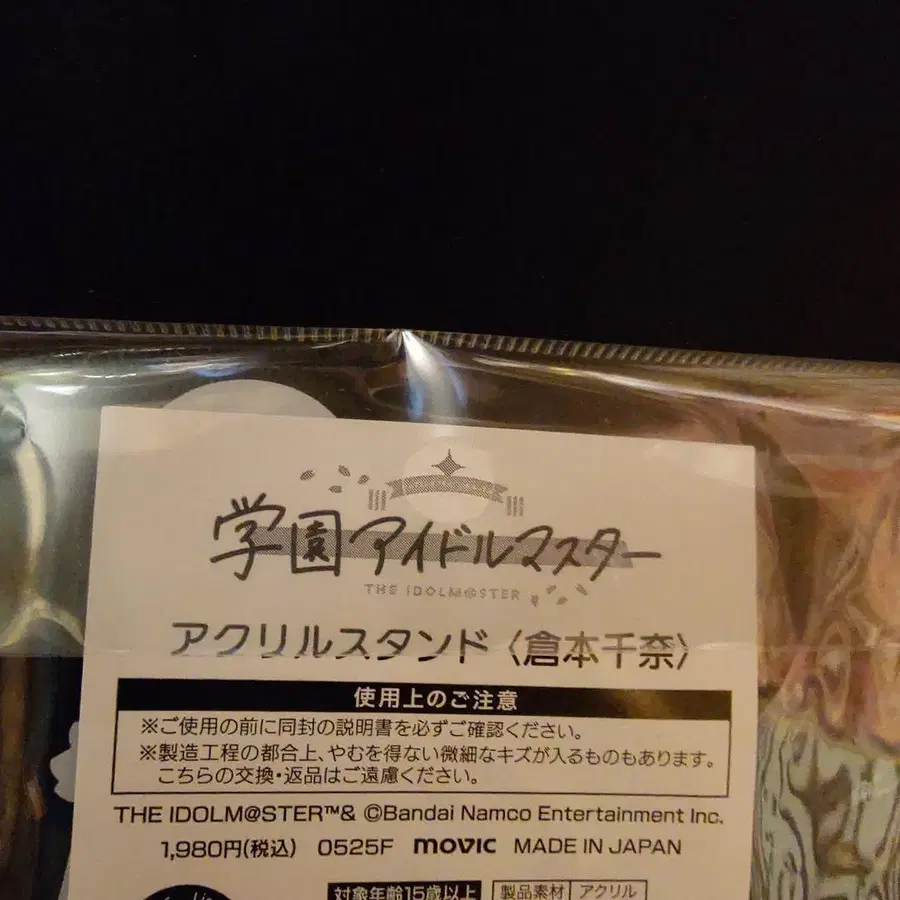 学園アイドルマスター
THE IDOLM@STER
アクリルスタンド〈倉本千奈〉
使用上のご注意
※ご使用の前に同封の説明書を必ずご確認ください。
※製造工程の都合上、やむを得ない微細なキズが入るものもあります。
こちらの交換・返品はご遠慮ください。
THE IDOLM@STER™& ©Bandai Namco Entertainment Inc.
1,980円(税込) 0525F movic MADE IN JAPAN
対象年齢15歳以上 製品素材 アクリル